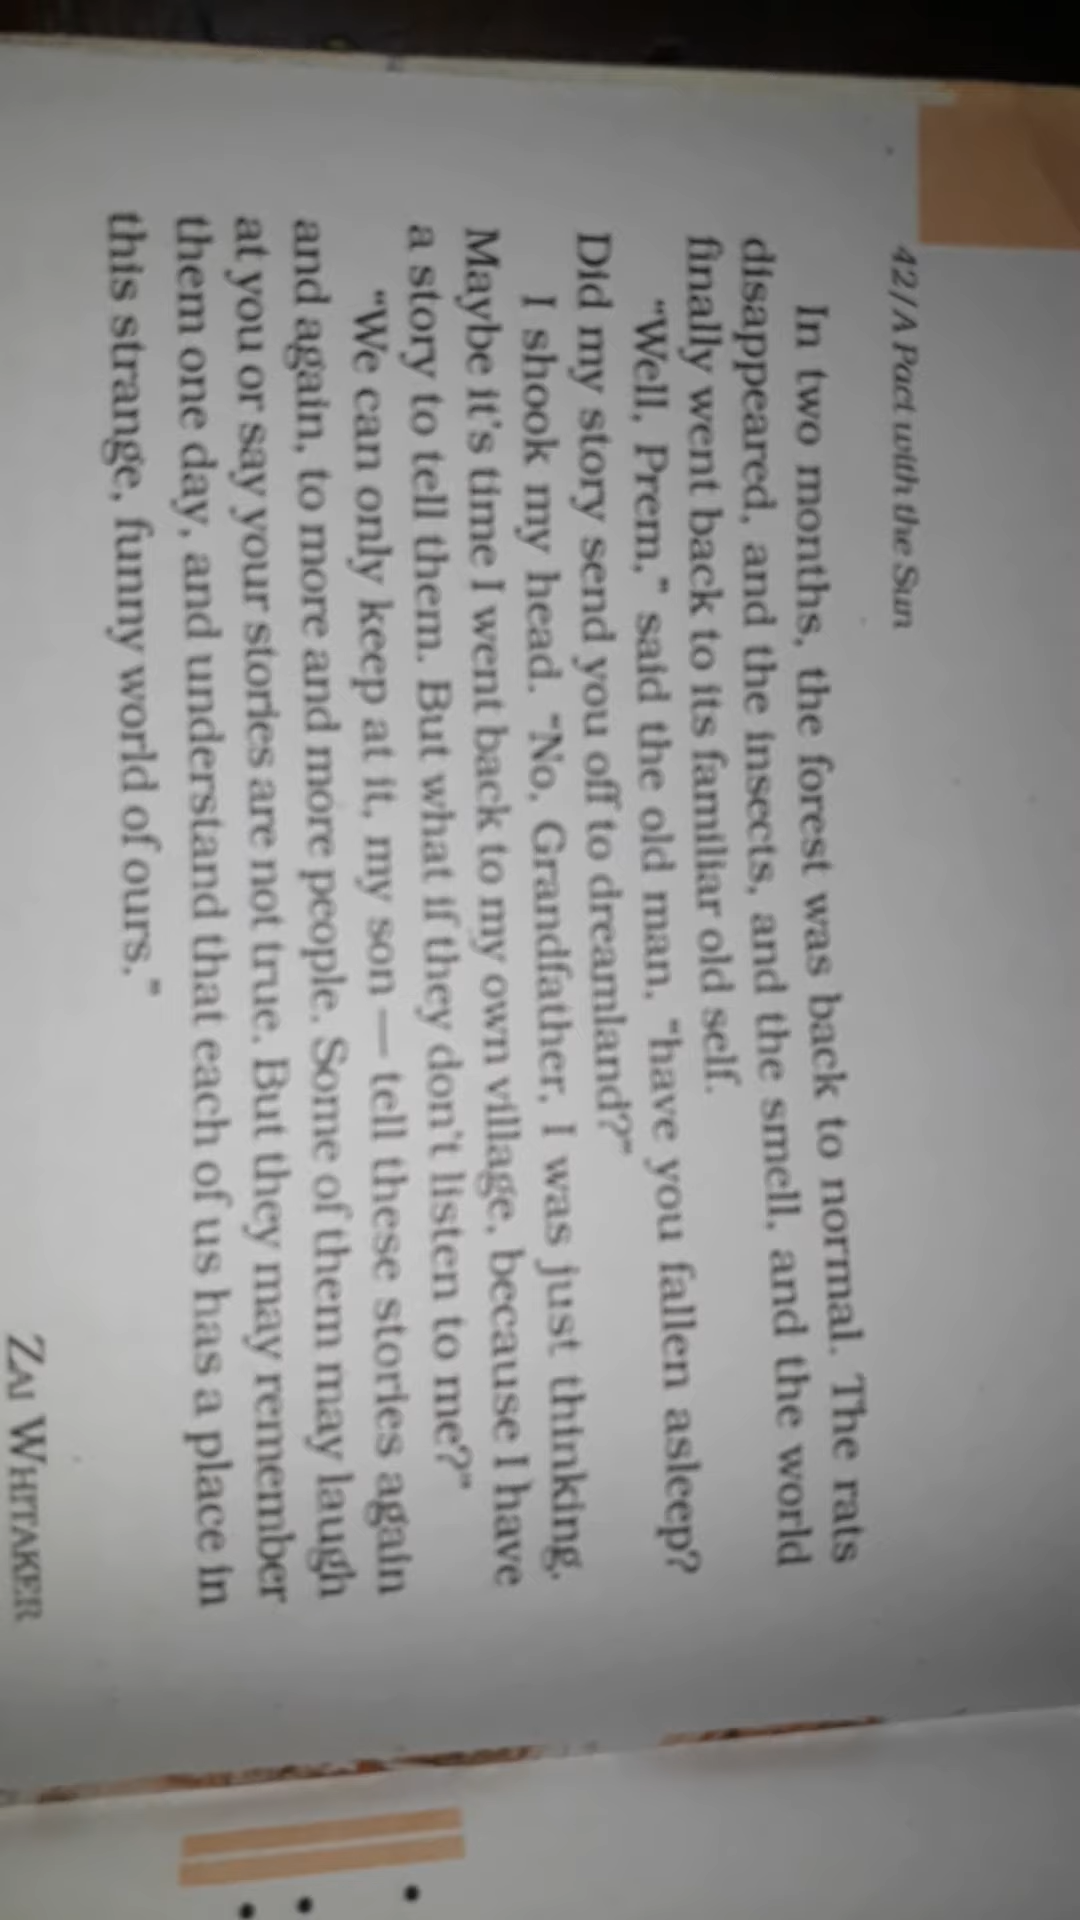 42/A Pact with the Sun
In two months, the forest was back to normal. The rats
disappeared, and the insects, and the smell, and the world
finally went back to its familiar old self.
“Well, Prem,” said the old man, “have you fallen asleep?
Did my story send you off to dreamland?”
I shook my head. “No, Grandfather, I was just thinking.
Maybe it's time I went back to my own village, because I have
a story to tell them. But what if they don't listen to me?”
“We can only keep at it, my son — tell these stories again
and again, to more and more people. Some of them may laugh
at you or say your stories are not true. But they may remember
them one day, and understand that each of us has a place in
this strange, funny world of ours.”
ZAI WHITAKER